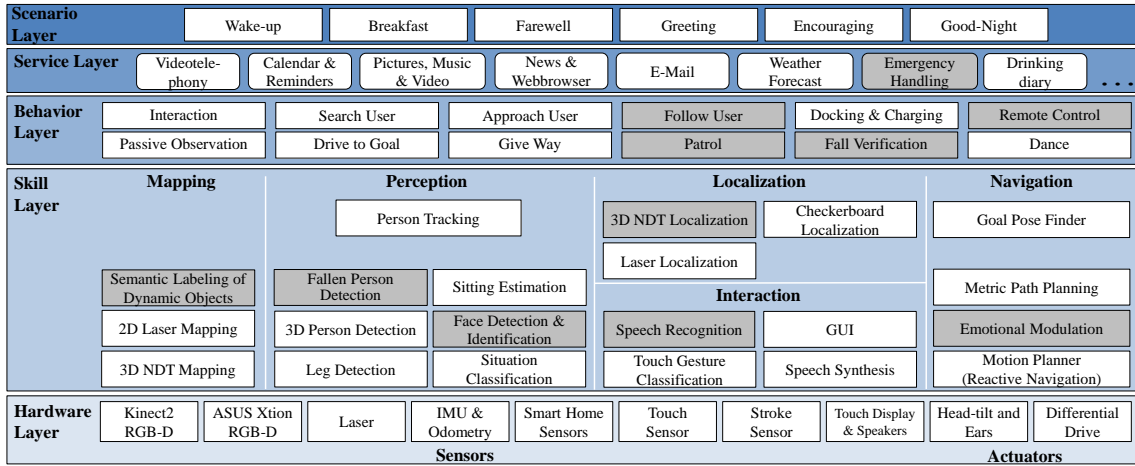 Scenario
Layer
Wake-up
Breakfast
Farewell
Greeting
Encouraging
Good-Night
Service Layer
Videotele-
phony
Calendar &
Reminders
Pictures, Music
& Video
News &
Webbrowser
E-Mail
Weather
Forecast
Emergency
Handling
Drinking
diary
. . .
Behavior
Layer
Interaction
Search User
Approach User
Follow User
Docking & Charging
Remote Control
Passive Observation
Drive to Goal
Give Way
Patrol
Fall Verification
Dance
Skill
Layer
Mapping
Semantic Labeling of
Dynamic Objects
2D Laser Mapping
3D NDT Mapping
Perception
Person Tracking
Fallen Person
Detection
Sitting Estimation
3D Person Detection
Face Detection &
Identification
Leg Detection
Situation
Classification
Localization
3D NDT Localization
Checkerboard
Localization
Laser Localization
Interaction
Speech Recognition
GUI
Touch Gesture
Classification
Speech Synthesis
Navigation
Goal Pose Finder
Metric Path Planning
Emotional Modulation
Motion Planner
(Reactive Navigation)
Hardware
Layer
Kinect2
RGB-D
ASUS Xtion
RGB-D
Laser
IMU &
Odometry
Smart Home
Sensors
Touch
Sensor
Stroke
Sensor
Touch Display
& Speakers
Head-tilt and
Ears
Differential
Drive
Sensors
Actuators